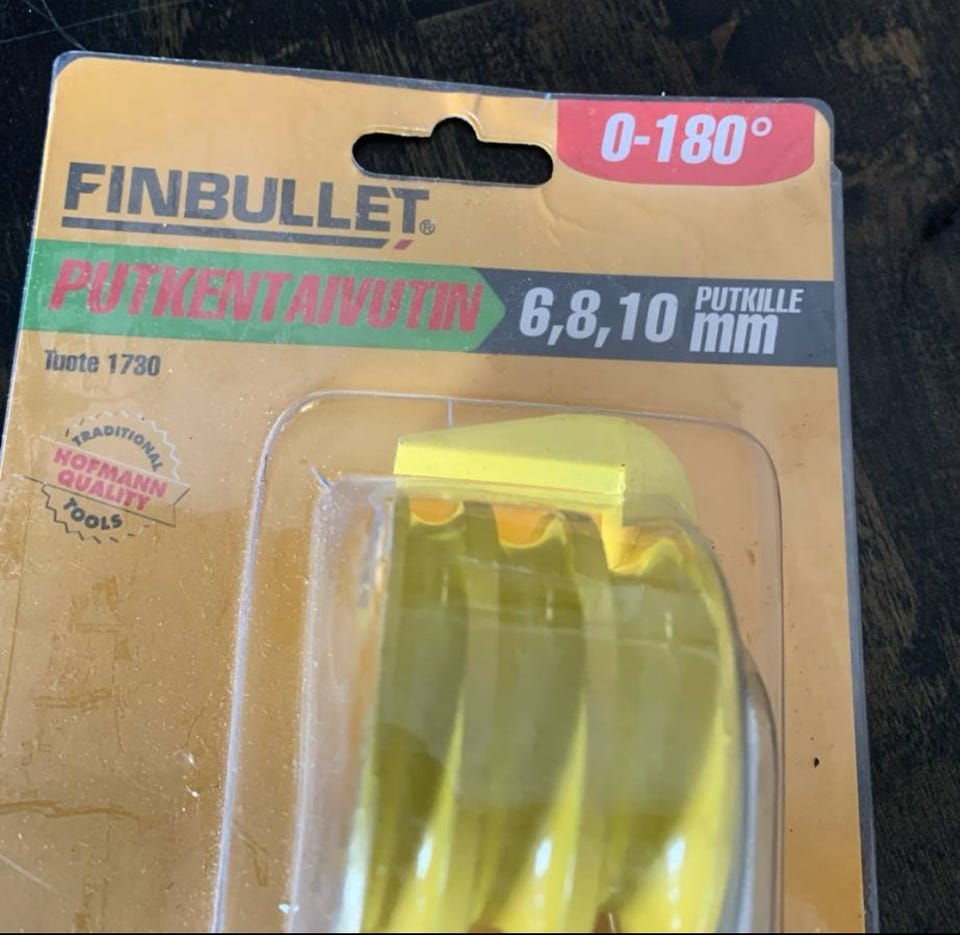 0-180°
FINBULLET®
PUTKENTAIVUTIN
6,8,10 PUTKILLE mm
Tuote 1730
TRADITIONAL
HOFMANN
QUALITY
TOOLS